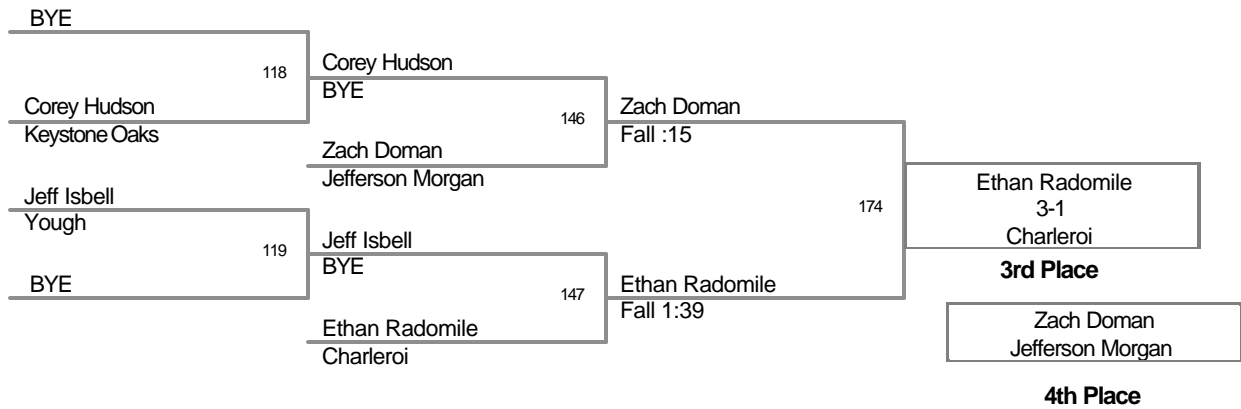 BYE
118
Corey Hudson
Keystone Oaks
Corey Hudson
BYE
146
Zach Doman
Jefferson Morgan
Zach Doman
Fall :15
Jeff Isbell
Yough
119
BYE
Jeff Isbell
BYE
147
Ethan Radomile
Charleroi
Ethan Radomile
Fall 1:39
174
Ethan Radomile
3-1
Charleroi
3rd Place
Zach Doman
Jefferson Morgan
4th Place